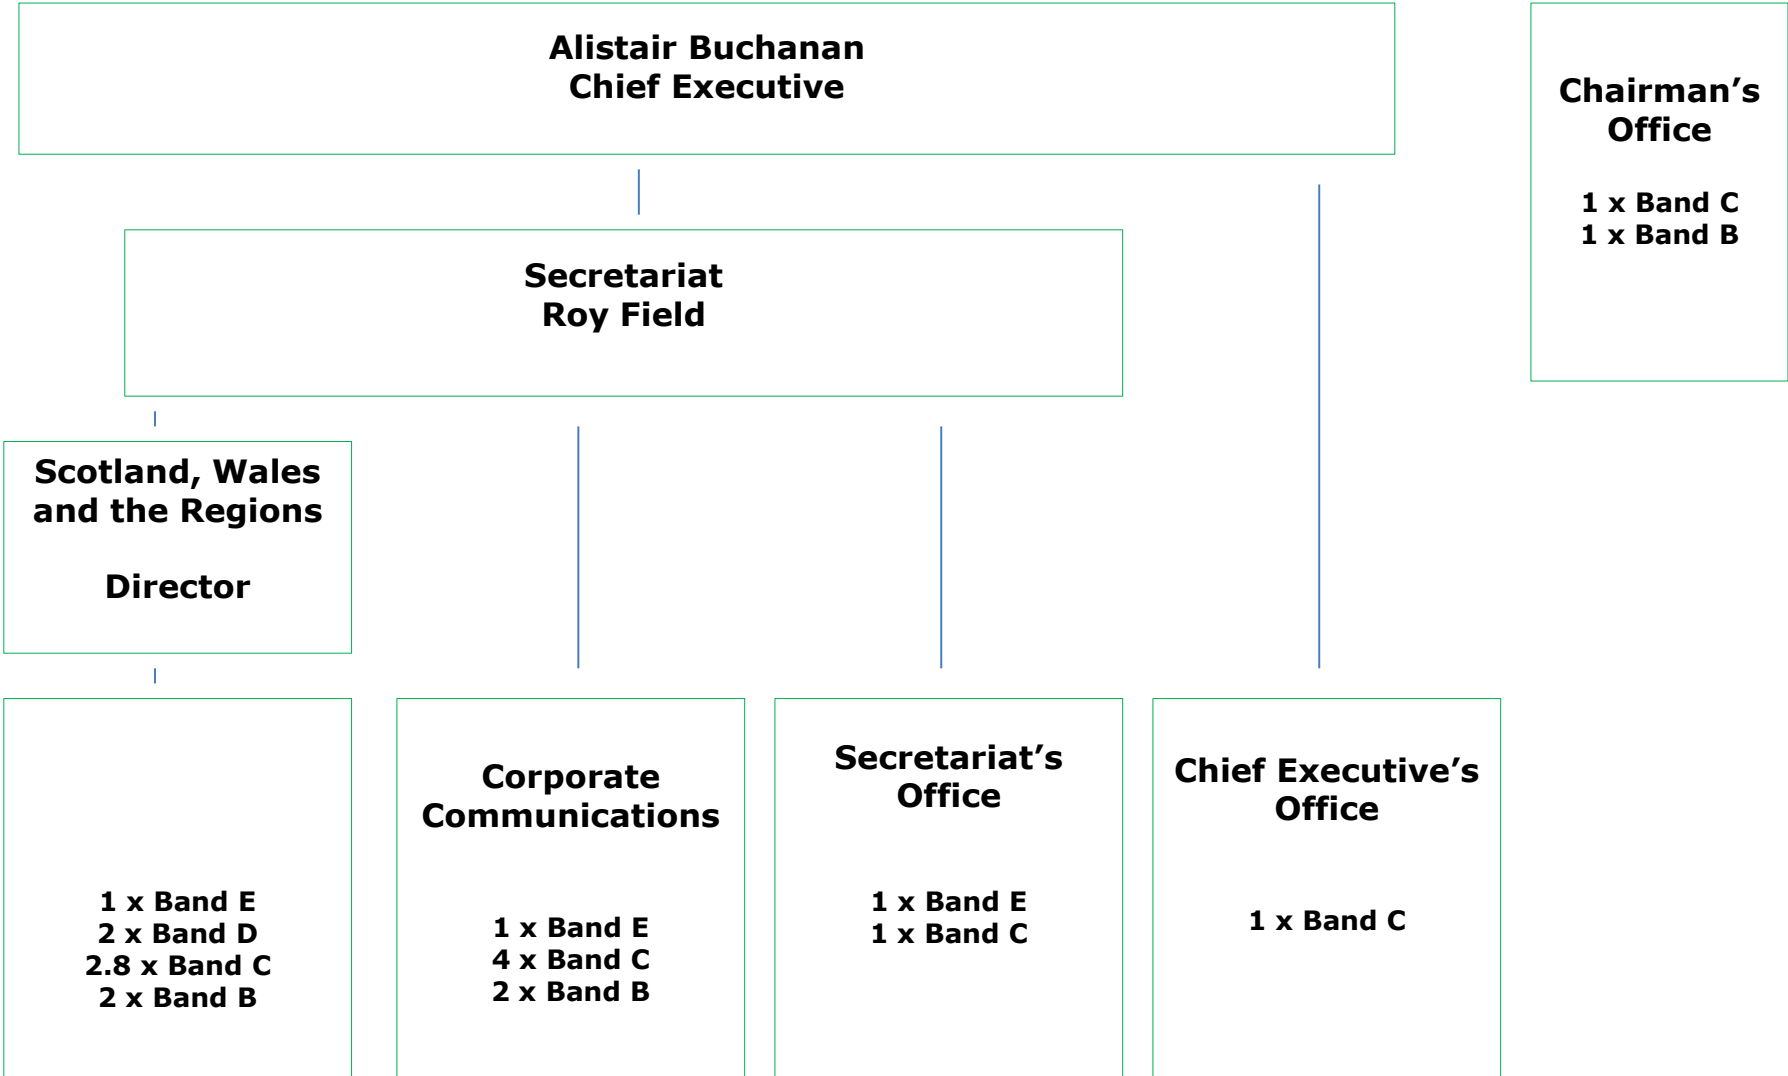 Alistair Buchanan
Chief Executive
Chairman’s
Office
1 x Band C
1 x Band B
Secretariat
Roy Field
Scotland, Wales
and the Regions
Director
1 x Band E
2 x Band D
2.8 x Band C
2 x Band B
Corporate
Communications
1 x Band E
4 x Band C
2 x Band B
Secretariat’s
Office
1 x Band E
1 x Band C
Chief Executive’s
Office
1 x Band C